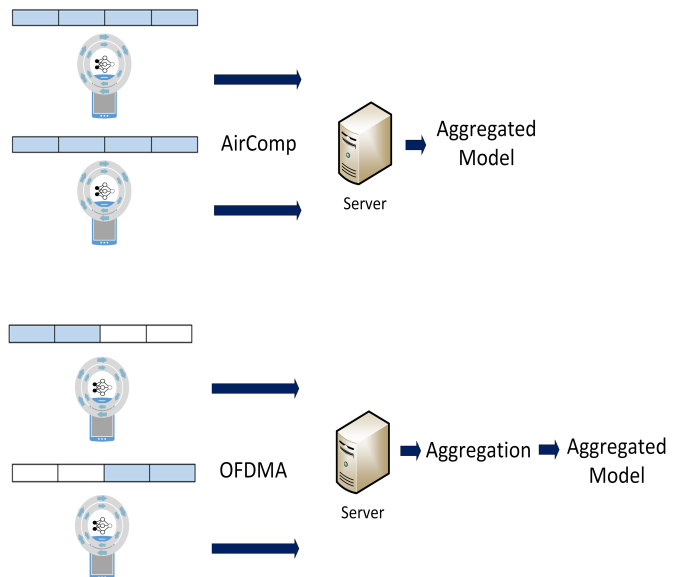 AirComp
Server
Aggregated
Model
OFDMA
Server
Aggregation
Aggregated
Model